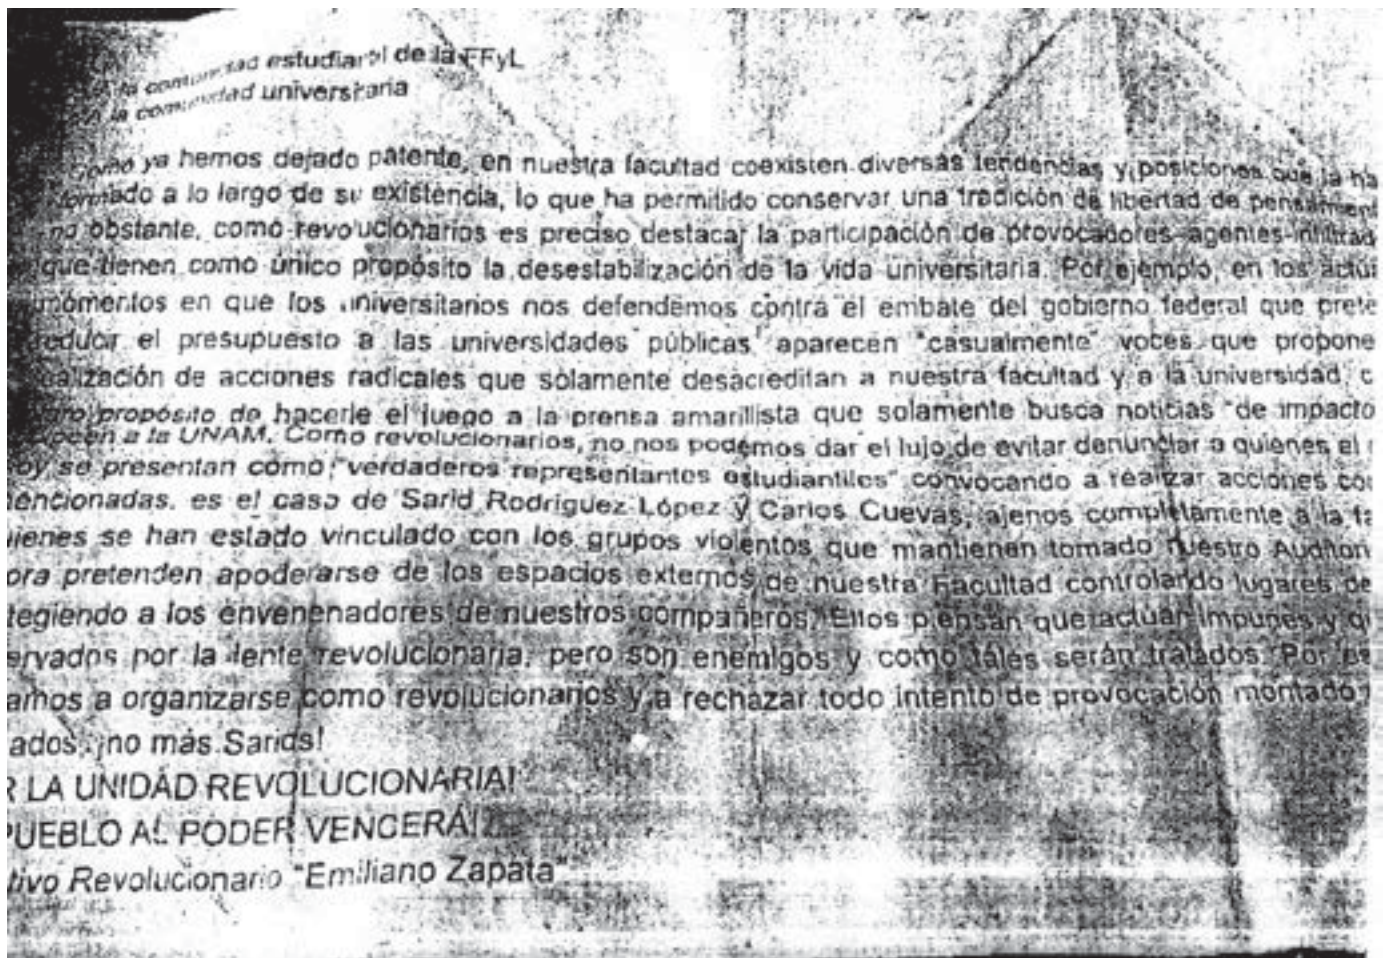 A la comunidad estudiantil de la FFyL
A la comunidad universitaria
Como ya hemos dejado patente, en nuestra facultad coexisten diversas tendencias y posiciones que la ha
formado a lo largo de su existencia, lo que ha permitido conservar una tradición de libertad de pensamient
no obstante, como revolucionarios es preciso destacar la participación de provocadores-agentes-infiltrad
que tienen como único propósito la desestabilización de la vida universitaria. Por ejemplo, en los actu
momentos en que los universitarios nos defendemos contra el embate del gobierno federal que prete
reducir el presupuesto a las universidades públicas aparecen "casualmente" voces que propone
alización de acciones radicales que solamente desacreditan a nuestra facultad y a la universidad, c
propósito de hacerle el juego a la prensa amarillista que solamente busca noticias "de impacto
a la UNAM. Como revolucionarios, no nos podemos dar el lujo de evitar denunciar a quienes el
oy se presentan como "verdaderos representantes estudiantiles" convocando a realizar acciones co
encionadas, es el caso de Sarid Rodríguez López y Carlos Cuevas, ajenos completamente a la fa
uienes se han estado vinculado con los grupos violentos que mantienen tomado nuestro Auditori
ora pretenden apoderarse de los espacios externos de nuestra Facultad controlando lugares de
tegiendo a los envenenadores de nuestros compañeros. Ellos piensan que actúan impunes y
ervados por la lente revolucionaria, pero son enemigos y como tales serán tratados. Por
amos a organizarse como revolucionarios y a rechazar todo intento de provocación montado
ados, ¡no más Sarids!
R LA UNIDAD REVOLUCIONARIA!
PUEBLO AL PODER VENCERÁ!
tivo Revolucionario "Emiliano Zapata"